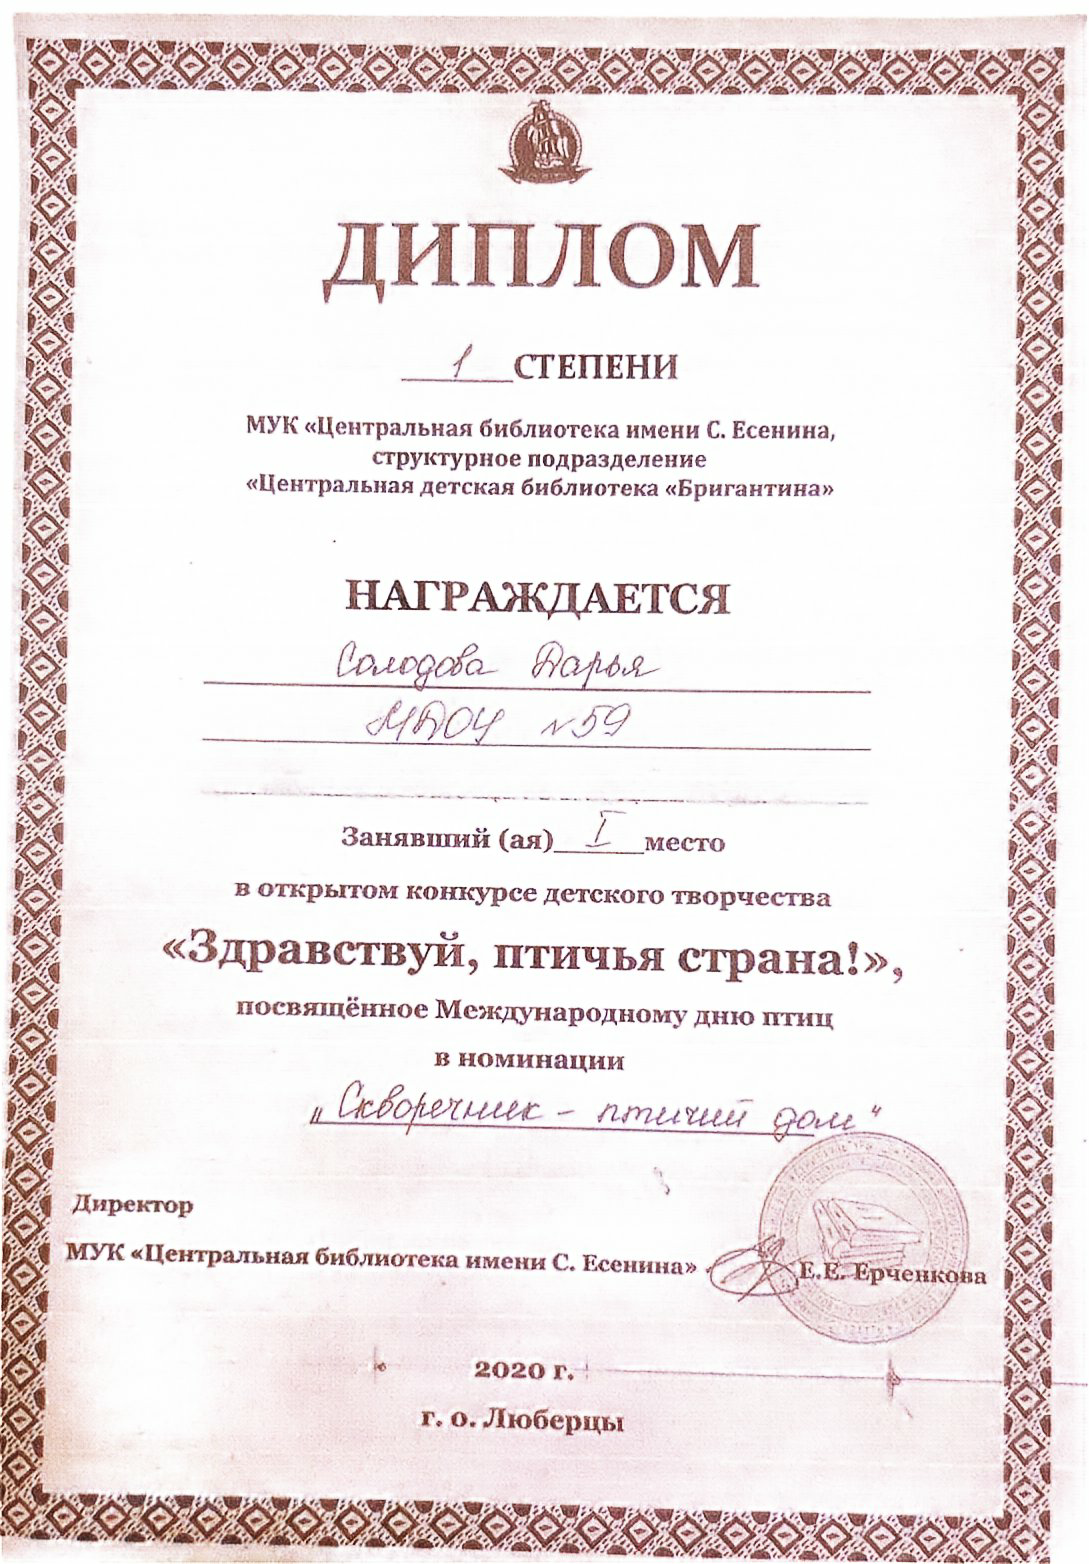 ДИПЛОМ
1 СТЕПЕНИ
МУК «Центральная библиотека имени С. Есенина,
структурное подразделение
«Центральная детская библиотека «Бригантина»
НАГРАЖДАЕТСЯ
Солодова Дарья
МДОУ №59
Занявший (ая) I место
в открытом конкурсе детского творчества
«Здравствуй, птичья страна!»,
посвящённое Международному дню птиц
в номинации
„Скворечник – птичий дом“
Директор
МУК «Центральная библиотека имени С. Есенина» Е.Е. Ерченкова
2020 г.
г. о. Люберцы